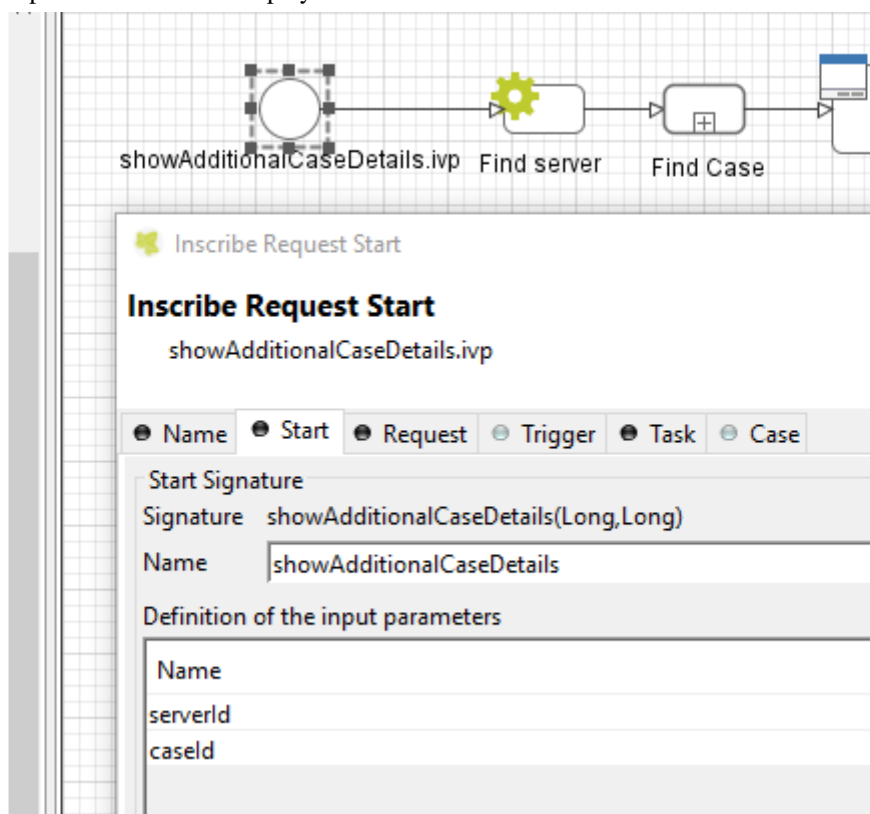 showAdditionalCaseDetails.ivp Find server Find Case
Inscribe Request Start
Inscribe Request Start
showAdditionalCaseDetails.ivp
Name Start Request Trigger Task Case
Start Signature
Signature showAdditionalCaseDetails(Long,Long)
Name showAdditionalCaseDetails
Definition of the input parameters
Name
serverId
caseId